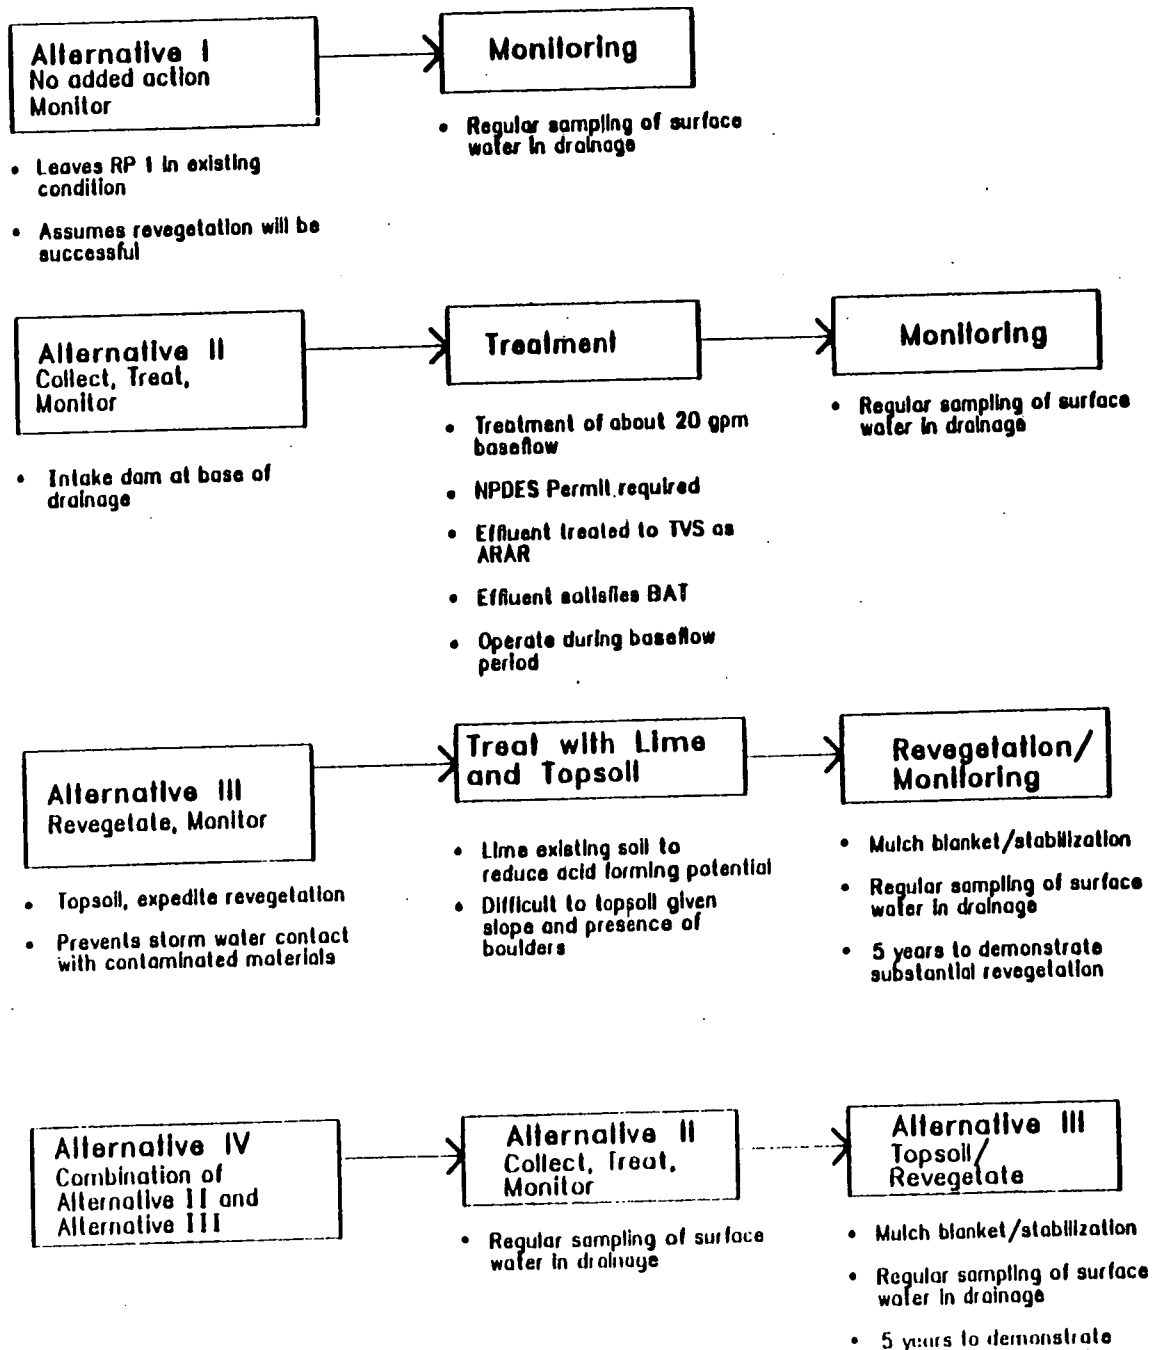 Alternative I
No added action
Monitor
Monitoring
• Leaves RP 1 in existing
condition
• Assumes revegetation will be
successful
• Regular sampling of surface
water in drainage
Alternative II
Collect, Treat,
Monitor
Treatment
Monitoring
• Intake dam at base of
drainage
• Treatment of about 20 gpm
baseflow
• NPDES Permit required
• Effluent treated to TVS as
ARAR
• Effluent satisfies BAT
• Operate during baseflow
period
• Regular sampling of surface
water in drainage
Alternative III
Revegetate, Monitor
Treat with Lime
and Topsoil
Revegetation/
Monitoring
• Topsoil, expedite revegetation
• Prevents storm water contact
with contaminated materials
• Lime existing soil to
reduce acid forming potential
• Difficult to topsoil given
slope and presence of
boulders
• Mulch blanket/stabilization
• Regular sampling of surface
water in drainage
• 5 years to demonstrate
substantial revegetation
Alternative IV
Combination of
Alternative II and
Alternative III
Alternative II
Collect, Treat,
Monitor
Alternative III
Topsoil/
Revegetate
• Regular sampling of surface
water in drainage
• Mulch blanket/stabilization
• Regular sampling of surface
water in drainage
• 5 years to demonstrate